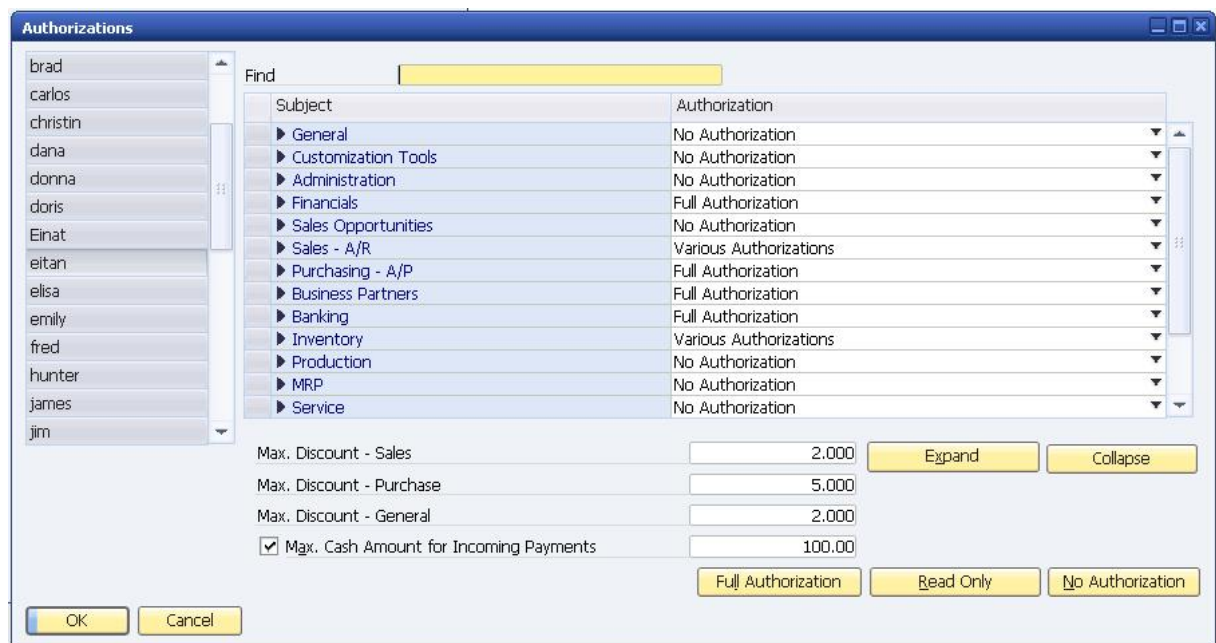 Authorizations
brad
carlos
christin
dana
donna
doris
Einat
eitan
elisa
emily
fred
hunter
james
jim
Find
Subject Authorization
General No Authorization
Customization Tools No Authorization
Administration No Authorization
Financials Full Authorization
Sales Opportunities No Authorization
Sales - A/R Various Authorizations
Purchasing - A/P Full Authorization
Business Partners Full Authorization
Banking Full Authorization
Inventory Various Authorizations
Production No Authorization
MRP No Authorization
Service No Authorization
Max. Discount - Sales 2.000 Expand Collapse
Max. Discount - Purchase 5.000
Max. Discount - General 2.000
Max. Cash Amount for Incoming Payments 100.00
Full Authorization Read Only No Authorization
OK Cancel